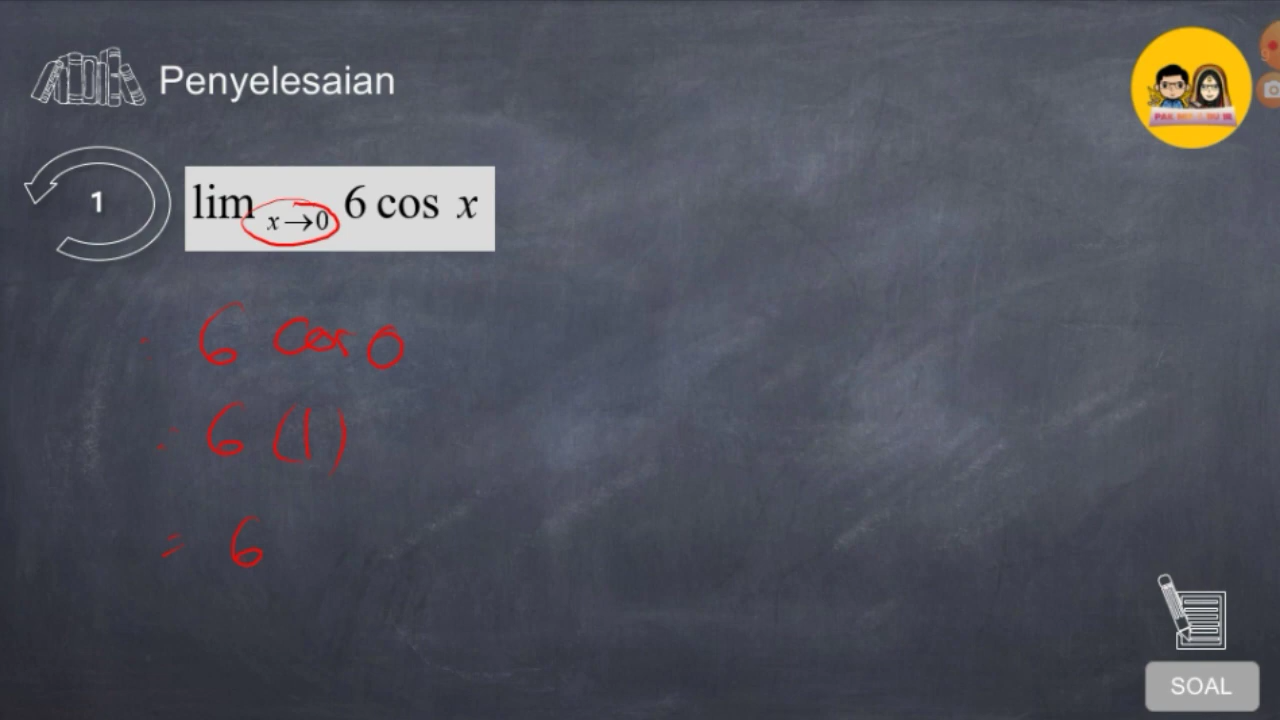 Penyelesaian
1
lim x→0 6 cos x
6 cos 0
6 (1)
= 6
SOAL